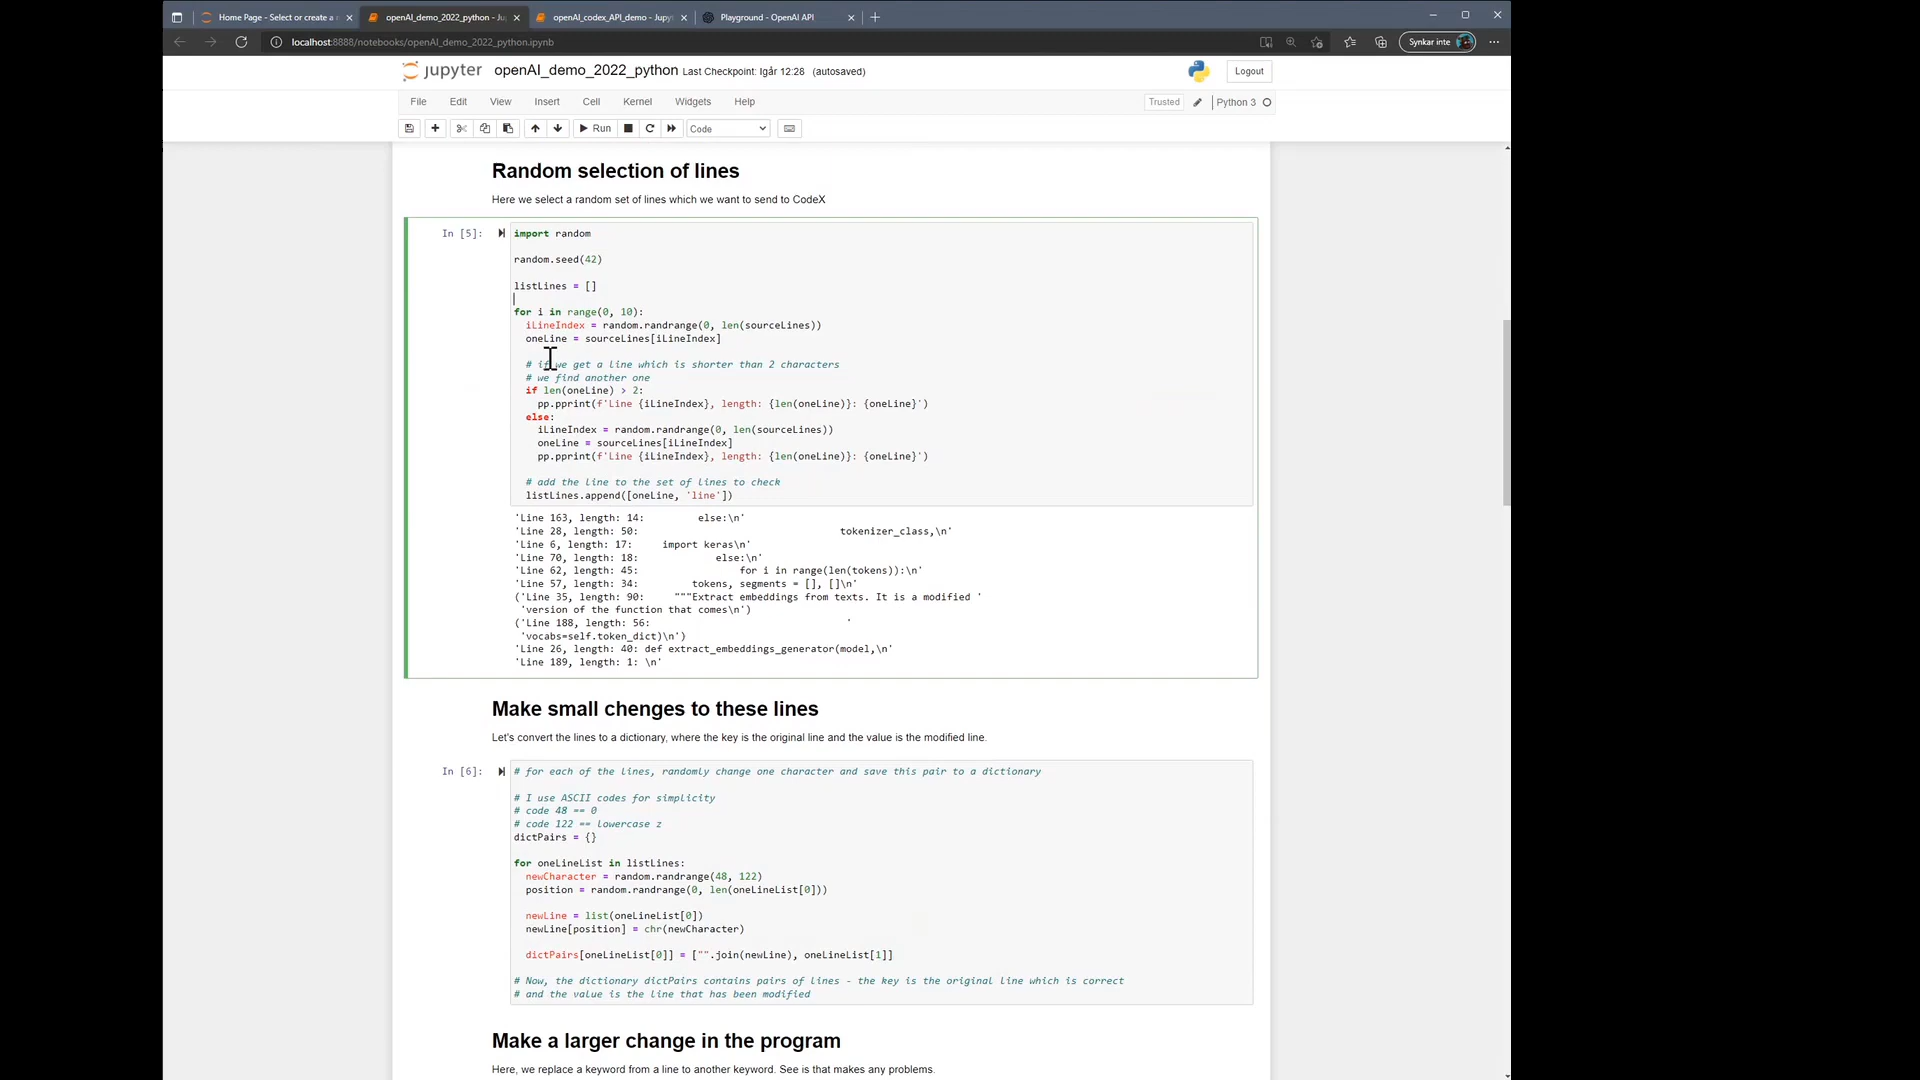 Home Page - Select or create a n
openAI_demo_2022_python - Ju
openAI_codex_API_demo - Jupyt
Playground - OpenAI API
localhost:8888/notebooks/openAI_demo_2022_python.ipynb
Synkar inte
jupyter openAI_demo_2022_python Last Checkpoint: Igår 12:28 (autosaved)
Logout
File Edit View Insert Cell Kernel Widgets Help
Trusted
Python 3
Run
Code
Random selection of lines
Here we select a random set of lines which we want to send to CodeX
In [5]:
import random
random.seed(42)
listLines = []
for i in range(0, 10):
iLineIndex = random.randrange(0, len(sourceLines))
oneLine = sourceLines[iLineIndex]
# if we get a line which is shorter than 2 characters
# we find another one
if len(oneLine) > 2:
pp.pprint(f'Line {iLineIndex}, length: {len(oneLine)}: {oneLine}')
else:
iLineIndex = random.randrange(0, len(sourceLines))
oneLine = sourceLines[iLineIndex]
pp.pprint(f'Line {iLineIndex}, length: {len(oneLine)}: {oneLine}')
# add the line to the set of lines to check
listLines.append([oneLine, 'line'])
'Line 163, length: 14:         else:\n'
'Line 28, length: 50:                                  tokenizer_class,\n'
'Line 6, length: 17:     import keras\n'
'Line 70, length: 18:             else:\n'
'Line 62, length: 45:                 for i in range(len(tokens)):\n'
'Line 57, length: 34:         tokens, segments = [], []\n'
('Line 35, length: 90:     """Extract embeddings from texts. It is a modified '
'version of the function that comes\n')
('Line 188, length: 56:                                  '
'vocabs=self.token_dict)\n')
'Line 26, length: 40: def extract_embeddings_generator(model,\n'
'Line 189, length: 1: \n'
Make small chenges to these lines
Let's convert the lines to a dictionary, where the key is the original line and the value is the modified line.
In [6]:
# for each of the lines, randomly change one character and save this pair to a dictionary
# I use ASCII codes for simplicity
# code 48 == 0
# code 122 == lowercase z
dictPairs = {}
for oneLineList in listLines:
newCharacter = random.randrange(48, 122)
position = random.randrange(0, len(oneLineList[0]))
newLine = list(oneLineList[0])
newLine[position] = chr(newCharacter)
dictPairs[oneLineList[0]] = ["".join(newLine), oneLineList[1]]
# Now, the dictionary dictPairs contains pairs of lines - the key is the original line which is correct
# and the value is the line that has been modified
Make a larger change in the program
Here, we replace a keyword from a line to another keyword. See is that makes any problems.